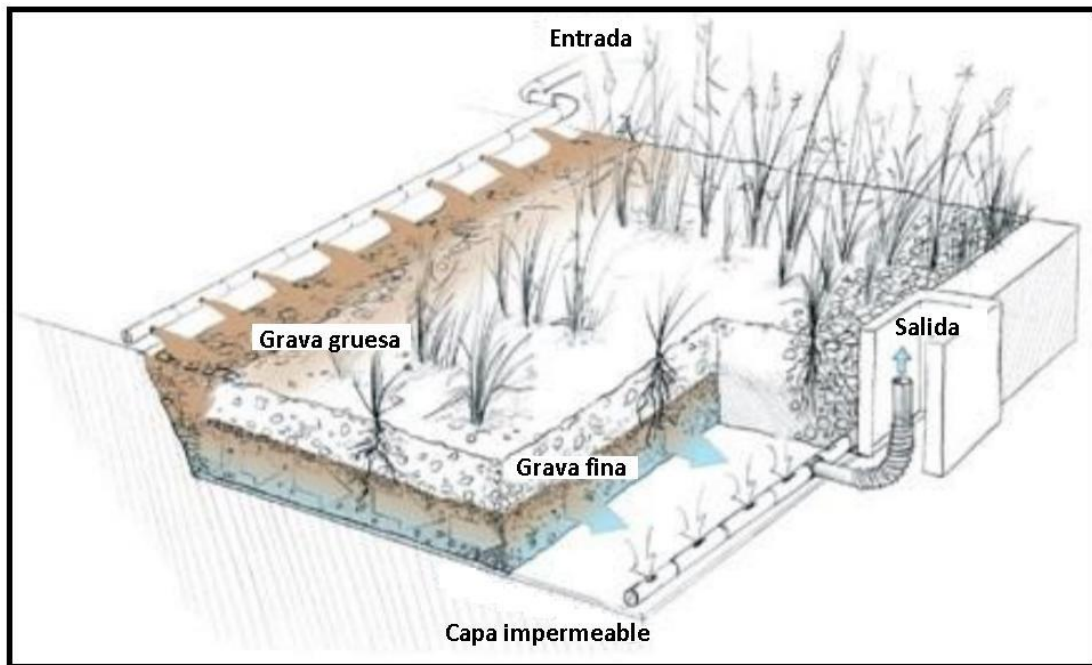 Entrada
Grava gruesa
Salida
Grava fina
Capa impermeable